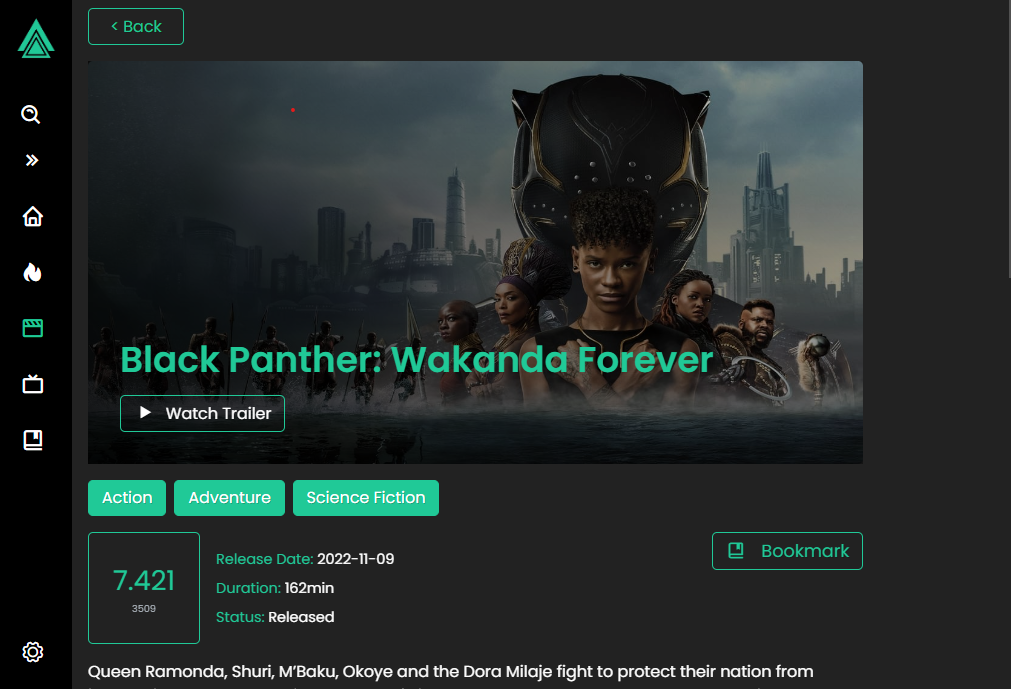 < Back
Black Panther: Wakanda Forever
Watch Trailer
Action
Adventure
Science Fiction
7.421
3509
Release Date: 2022-11-09
Duration: 162min
Status: Released
Bookmark
Queen Ramonda, Shuri, M’Baku, Okoye and the Dora Milaje fight to protect their nation from